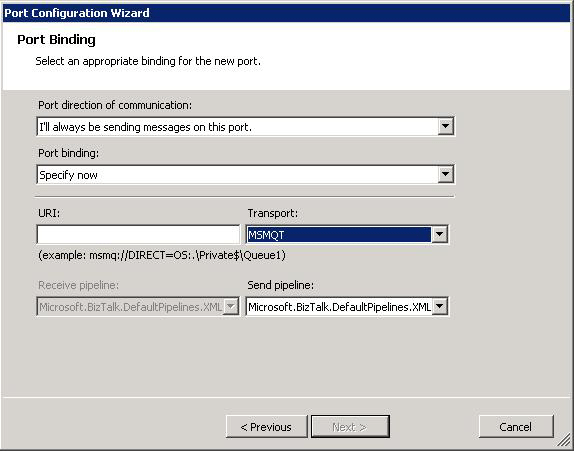 Port Configuration Wizard
Port Binding
Select an appropriate binding for the new port.
Port direction of communication:
I'll always be sending messages on this port.
Port binding:
Specify now
URI: Transport:
MSMQT
(example: msmq://DIRECT=OS:.\Private$\Queue1)
Receive pipeline: Send pipeline:
Microsoft.BizTalk.DefaultPipelines.XML Microsoft.BizTalk.DefaultPipelines.XML
< Previous Next > Cancel